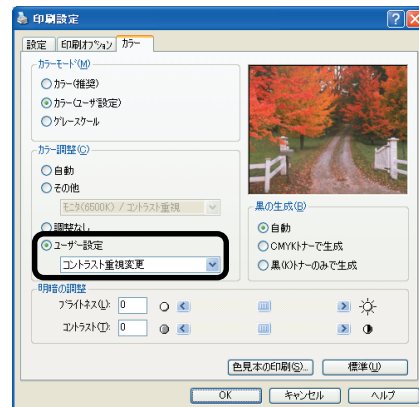 印刷設定
設定 印刷オプション カラー
カラーモード(M)
カラー(推奨)
カラー(ユーザ設定)
グレースケール
カラー調整(C)
自動
その他
モニタ(6500K) / コントラスト重視
調整なし
ユーザー設定
コントラスト重視変更
黒の生成(B)
自動
CMYKトナーで生成
黒(K)トナーのみで生成
明暗の調整
ブライトネス(L): 0
コントラスト(T): 0
色見本の印刷(S)... 標準(U)
OK キャンセル ヘルプ